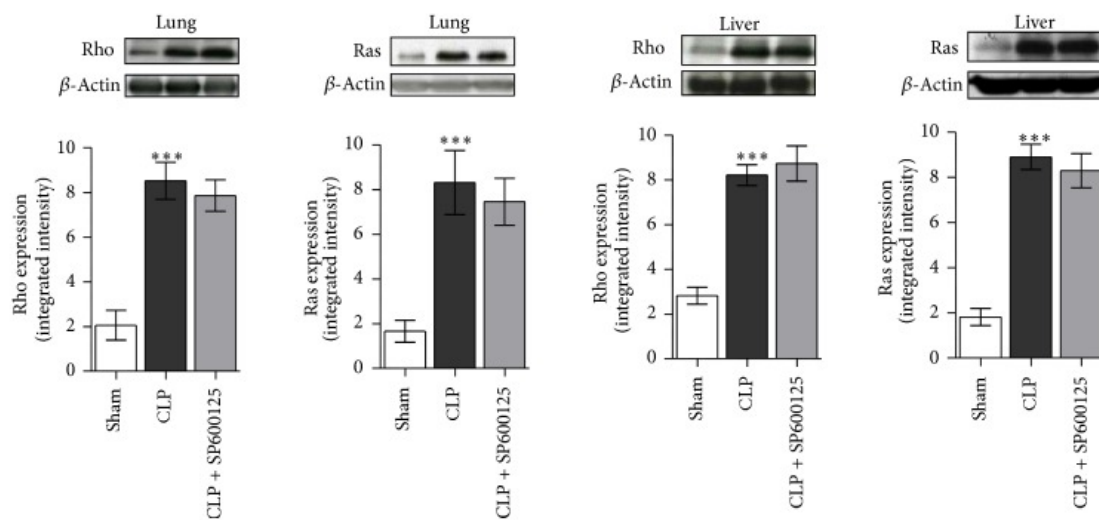 Lung
Rho
β-Actin
***
10
8
6
4
2
0
Rho expression
(integrated intensity)
Sham
CLP
CLP + SP600125
Lung
Ras
β-Actin
***
10
8
6
4
2
0
Ras expression
(integrated intensity)
Sham
CLP
CLP + SP600125
Liver
Rho
β-Actin
***
10
8
6
4
2
0
Rho expression
(integrated intensity)
Sham
CLP
CLP + SP600125
Liver
Ras
β-Actin
***
10
8
6
4
2
0
Ras expression
(integrated intensity)
Sham
CLP
CLP + SP600125